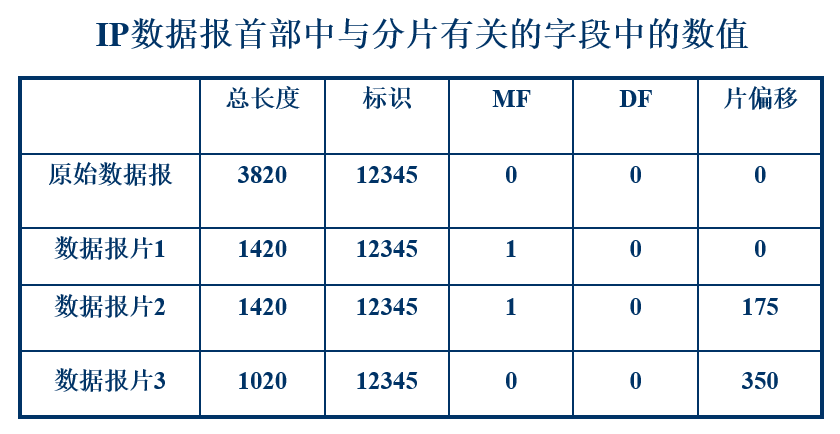 IP数据报首部中与分片有关的字段中的数值
总长度 标识 MF DF 片偏移
原始数据报 3820 12345 0 0 0
数据报片1 1420 12345 1 0 0
数据报片2 1420 12345 1 0 175
数据报片3 1020 12345 0 0 350